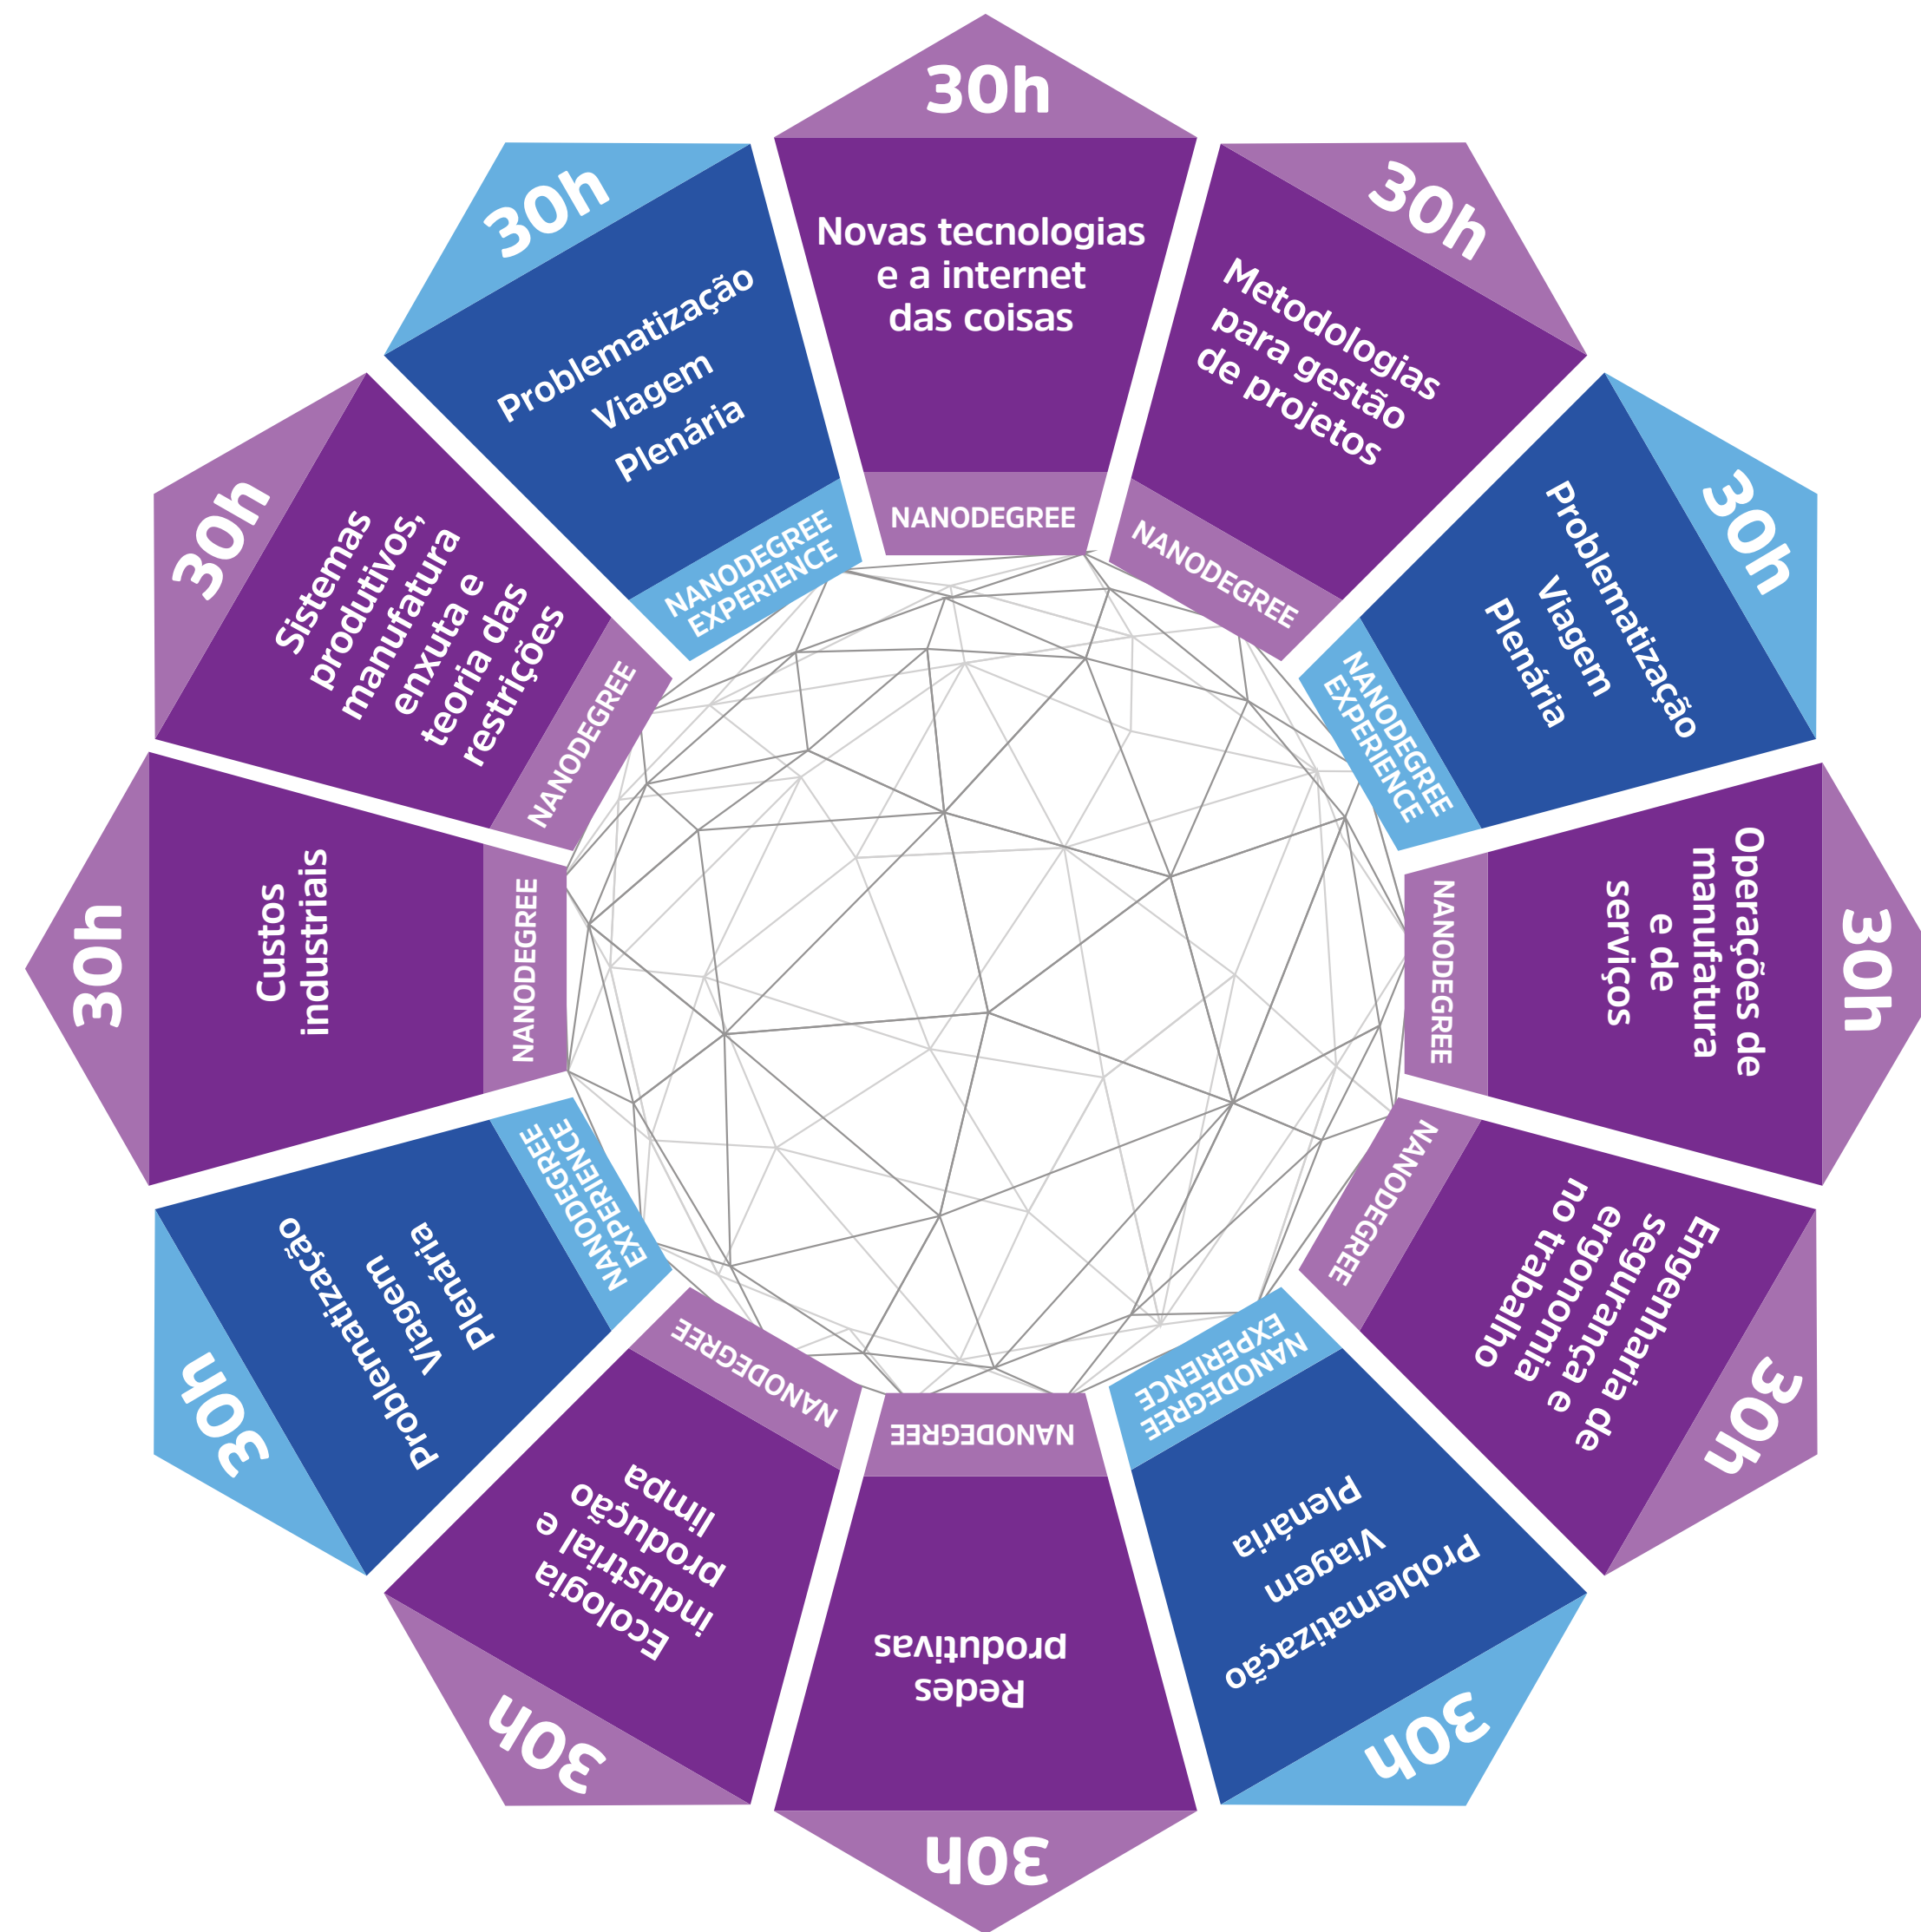 30h
Novas tecnologias
e a internet
das coisas
NANODEGREE
30h
Metodologias
para gestão
de projetos
NANODEGREE
30h
Problematização
Viagem
Plenária
NANODEGREE
EXPERIENCE
30h
Operações de
manufatura
e de
serviços
NANODEGREE
30h
Engenharia de
segurança e
ergonomia e
no trabalho
NANODEGREE
30h
Problematização
Viagem
Plenária
NANODEGREE
EXPERIENCE
30h
Redes
produtivas
NANODEGREE
30h
Ecologia
industrial e
produção
limpa
NANODEGREE
30h
Problematização
Viagem
Plenária
NANODEGREE
EXPERIENCE
30h
Custos
industriais
NANODEGREE
30h
Sistemas
produtivos,
manufatura
enxuta e
teoria das
restrições
NANODEGREE
30h
Problematização
Viagem
Plenária
NANODEGREE
EXPERIENCE